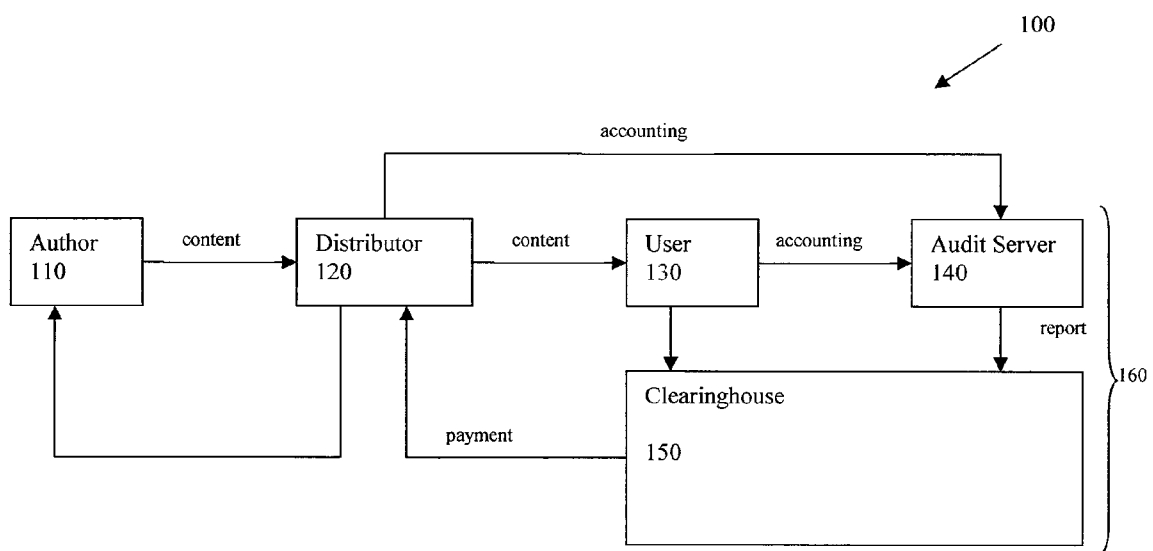 100
accounting
Author
110
content
Distributor
120
content
User
130
accounting
Audit Server
140
report
160
Clearinghouse
150
payment